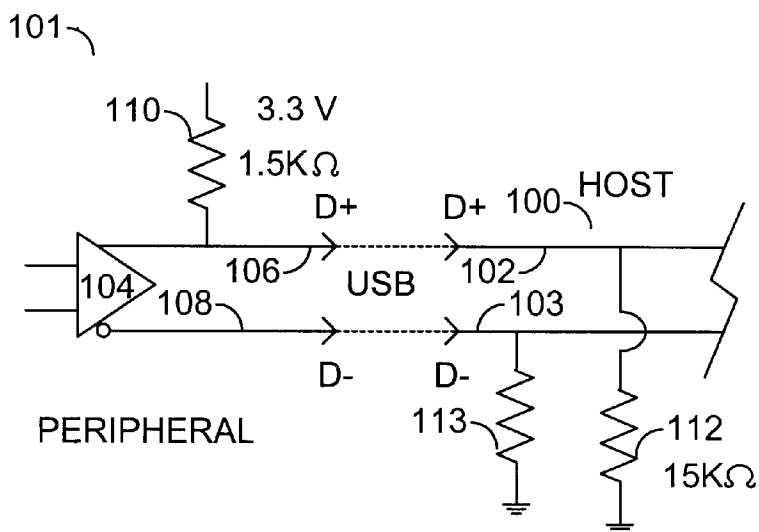 101
110
3.3 V
1.5KΩ
HOST
100
D+ D+
104
106
USB
102
108
103
D- D-
PERIPHERAL
113
112
15KΩ